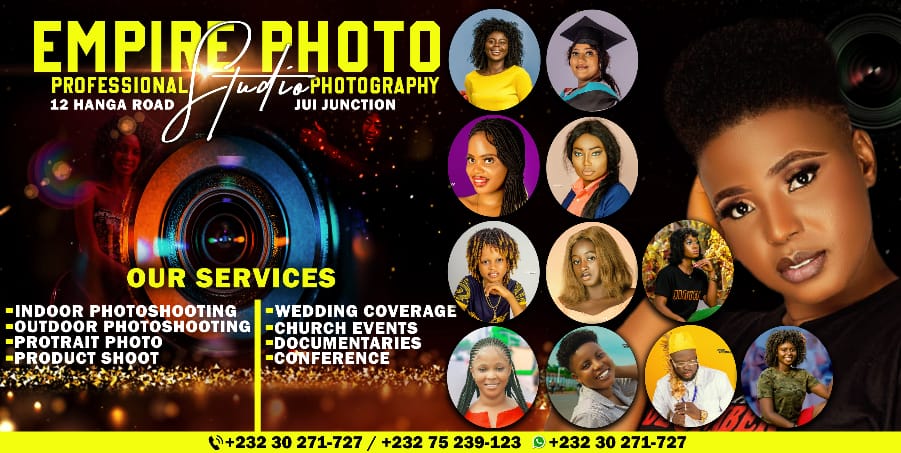 EMPIRE PHOTO
Studio
PROFESSIONAL PHOTOGRAPHY
12 HANGA ROAD JUI JUNCTION
OUR SERVICES
INDOOR PHOTOSHOOTING
OUTDOOR PHOTOSHOOTING
PROTRAIT PHOTO
PRODUCT SHOOT
WEDDING COVERAGE
CHURCH EVENTS
DOCUMENTARIES
CONFERENCE
+232 30 271-727 / +232 75 239-123 +232 30 271-727